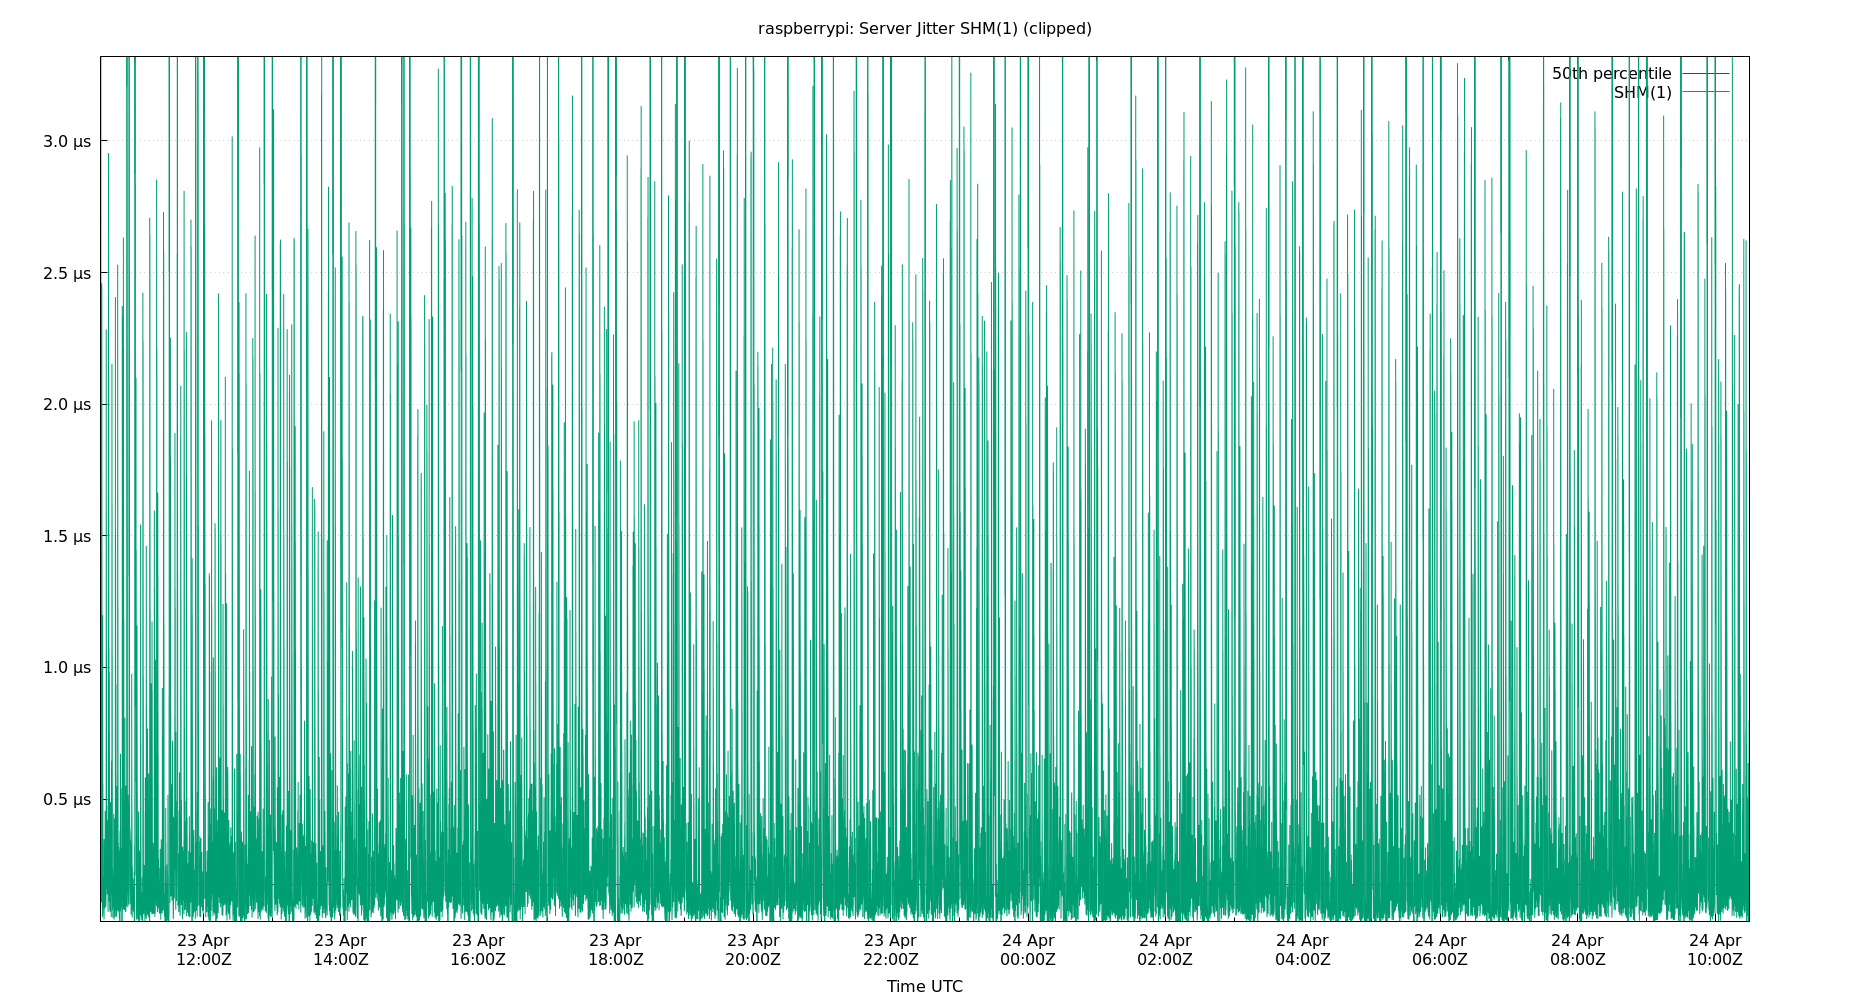 raspberrypi: Server Jitter SHM(1) (clipped)
50th percentile
SHM(1)
3.0 µs
2.5 µs
2.0 µs
1.5 µs
1.0 µs
0.5 µs
23 Apr 23 Apr 23 Apr 23 Apr 23 Apr 23 Apr 24 Apr 24 Apr 24 Apr 24 Apr 24 Apr 24 Apr
12:00Z 14:00Z 16:00Z 18:00Z 20:00Z 22:00Z 00:00Z 02:00Z 04:00Z 06:00Z 08:00Z 10:00Z
Time UTC